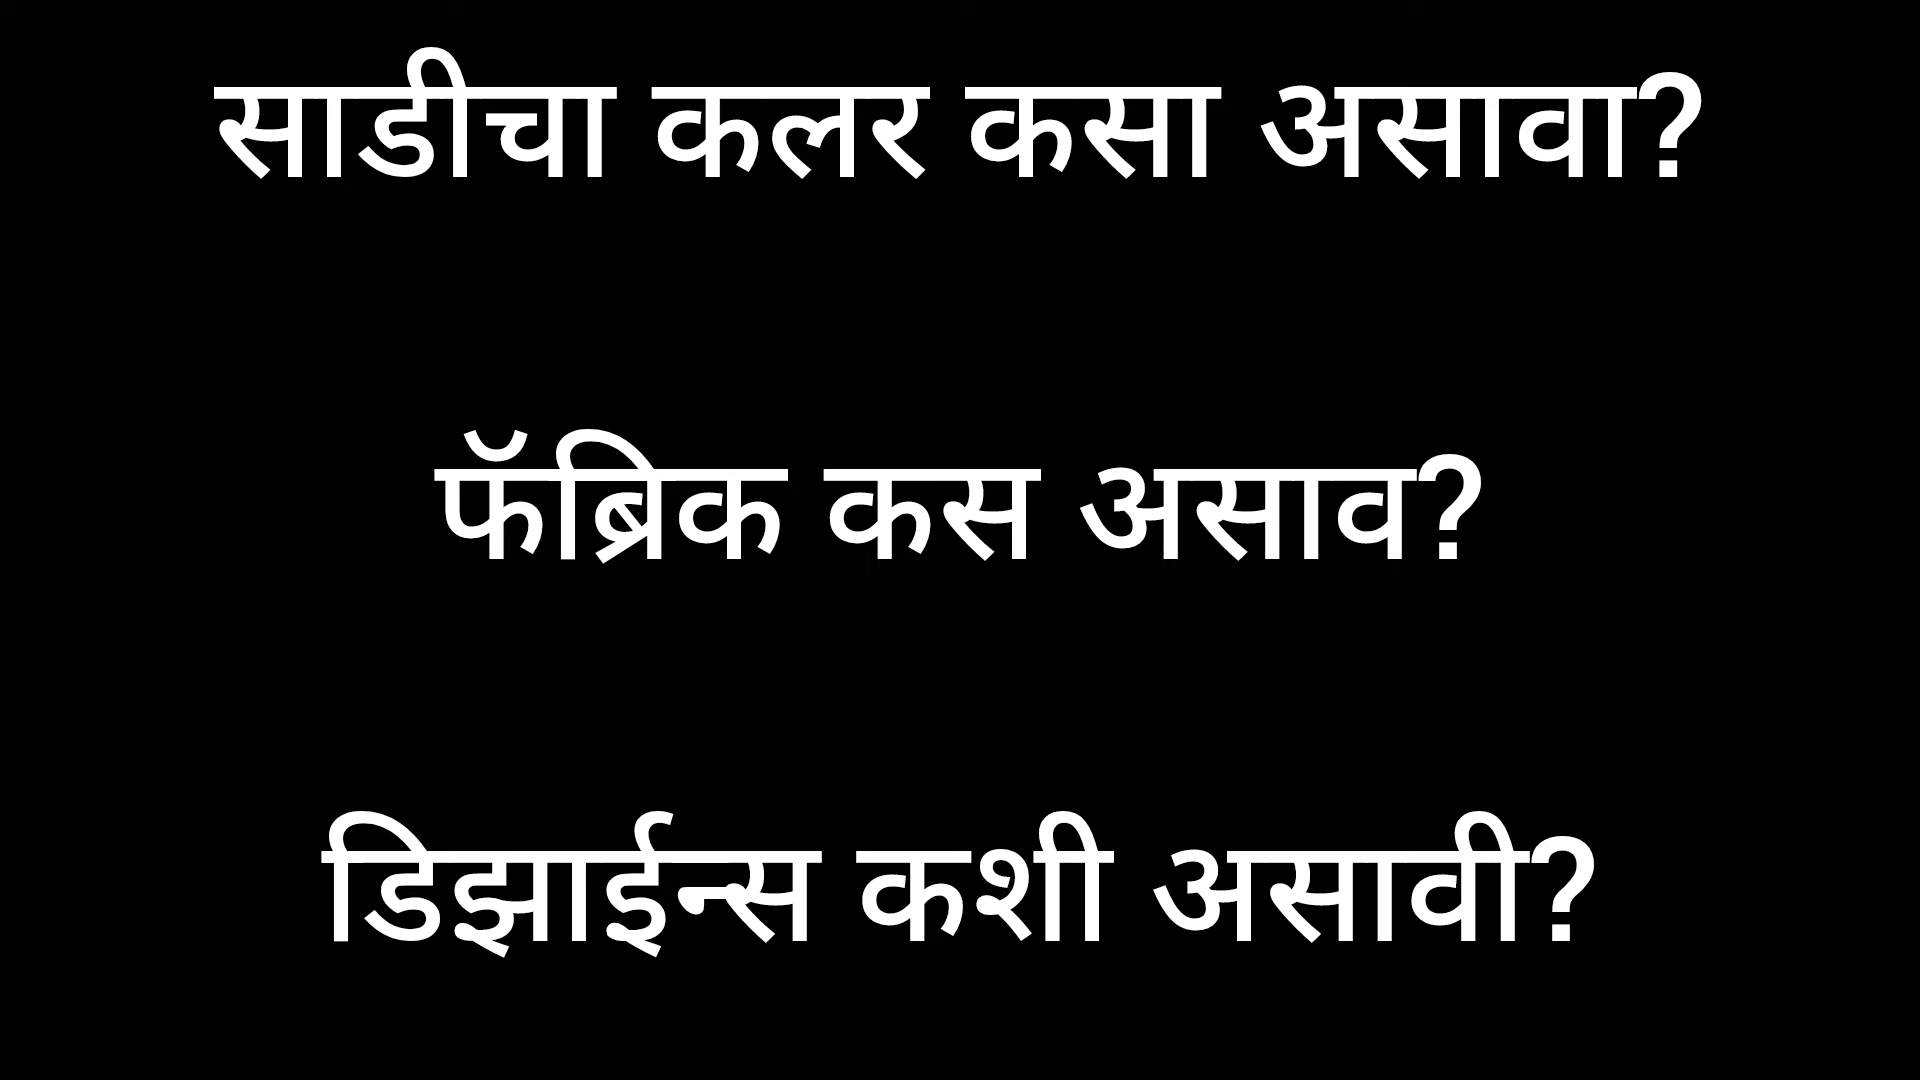 साडीचा कलर कसा असावा?
फॅब्रिक कस असाव?
डिझाईन्स कशी असावी?